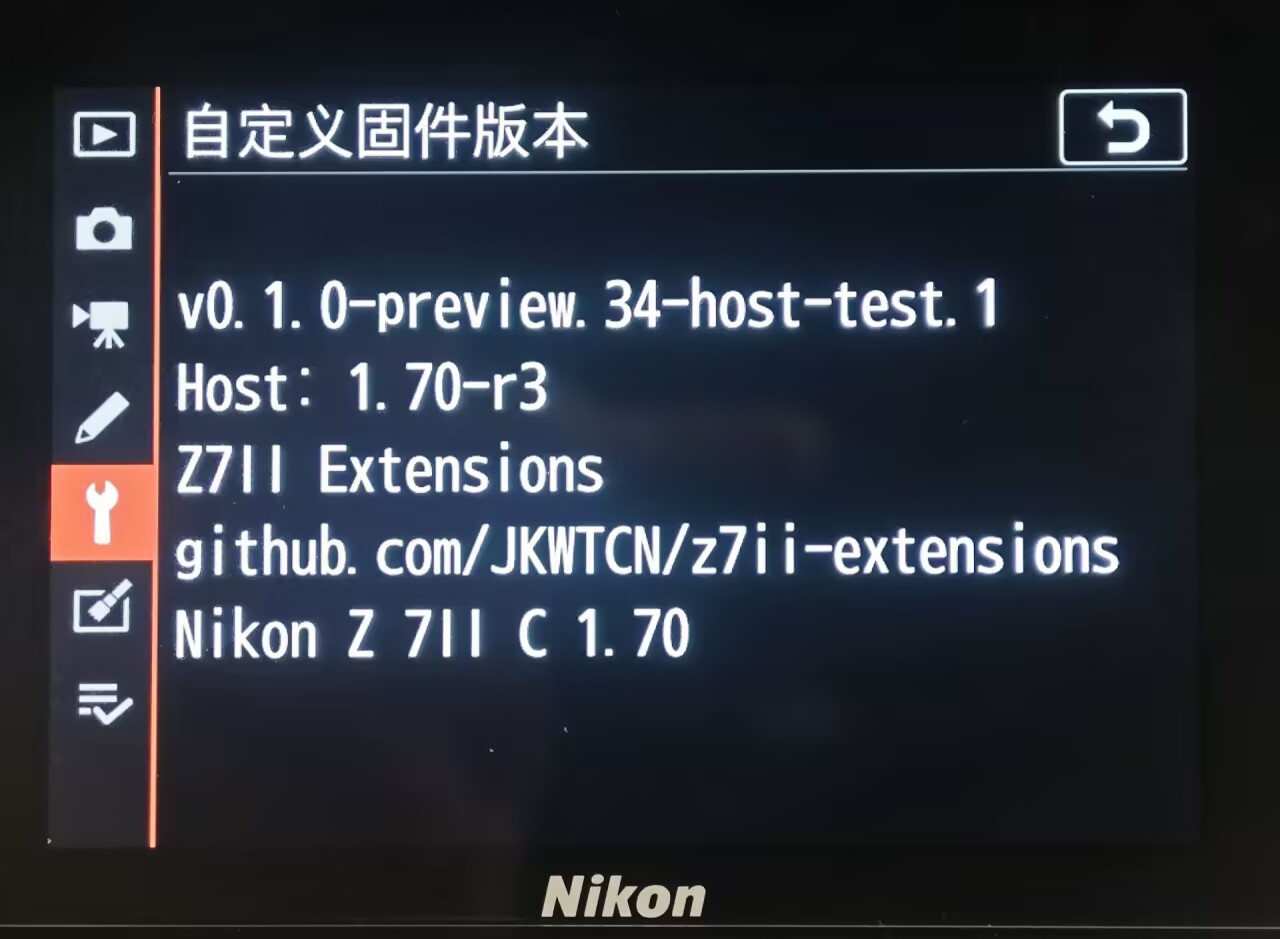 自定义固件版本
v0.1.0-preview.34-host-test.1
Host: 1.70-r3
Z7II Extensions
github.com/JKWTCN/z7ii-extensions
Nikon Z 7II C 1.70
Nikon